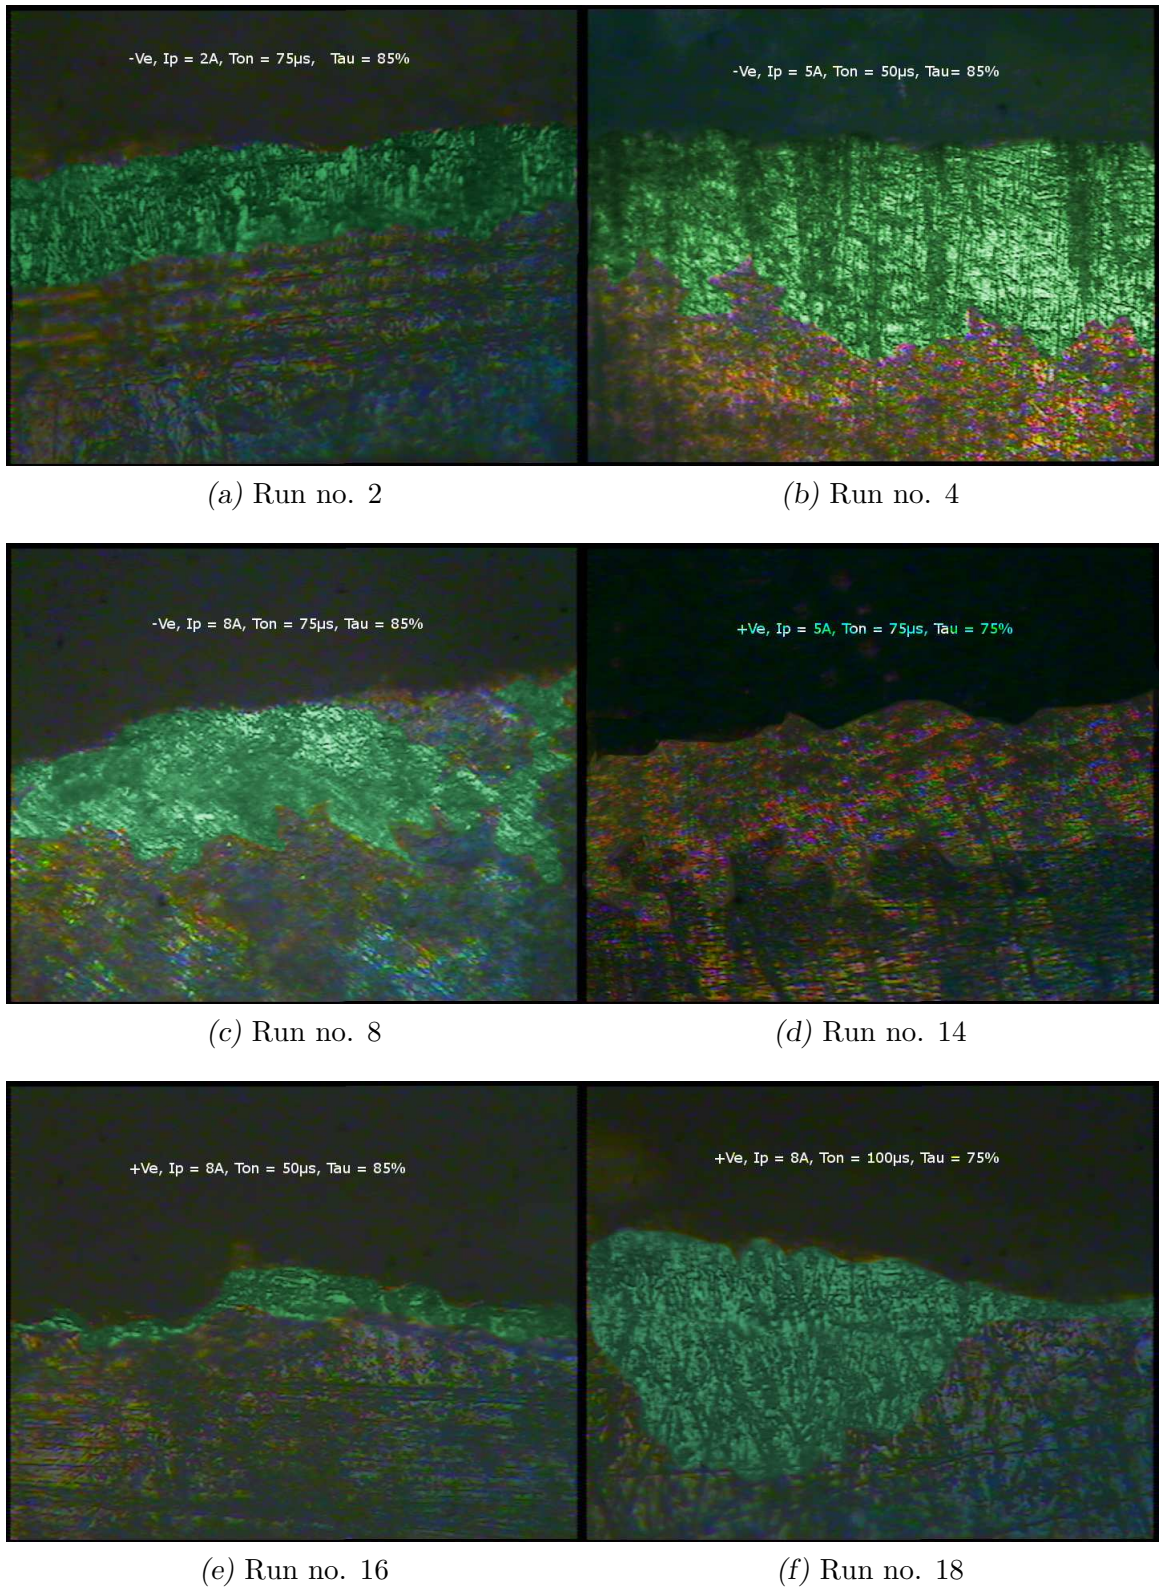 -Ve, Ip = 2A, Ton = 75µs, Tau = 85%
-Ve, Ip = 5A, Ton = 50µs, Tau= 85%
(a) Run no. 2
(b) Run no. 4
-Ve, Ip = 8A, Ton = 75µs, Tau = 85%
+Ve, Ip = 5A, Ton = 75µs, Tau = 75%
(c) Run no. 8
(d) Run no. 14
+Ve, Ip = 8A, Ton = 50µs, Tau = 85%
+Ve, Ip = 8A, Ton = 100µs, Tau = 75%
(e) Run no. 16
(f) Run no. 18